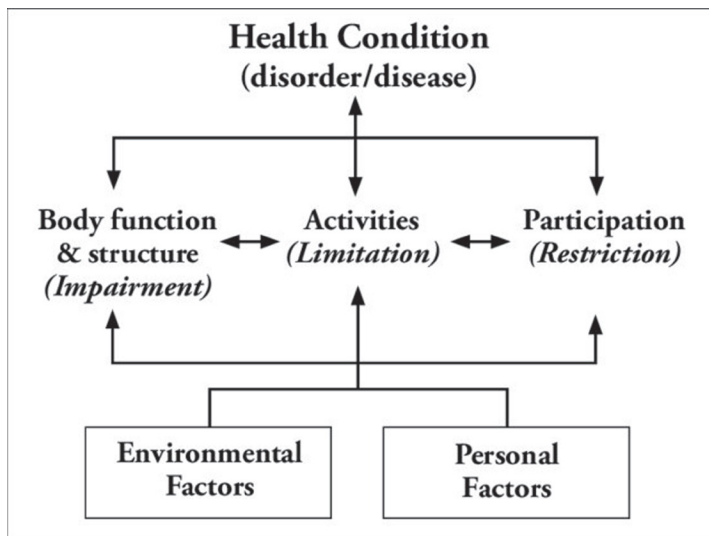 Health Condition
(disorder/disease)
Body function
& structure
(Impairment)
Activities
(Limitation)
Participation
(Restriction)
Environmental
Factors
Personal
Factors